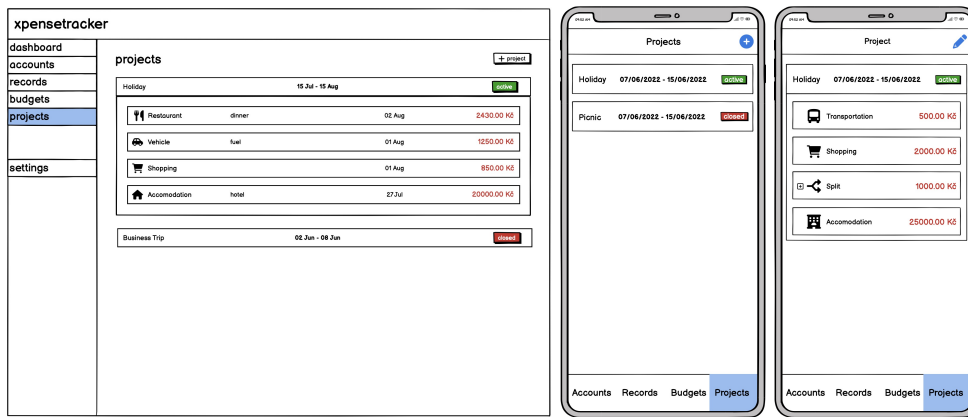 xpensetracker
dashboard
accounts
records
budgets
projects
settings
projects
+ project
Holiday 15 Jul - 15 Aug active
Restaurant dinner 02 Aug 2430.00 Kč
Vehicle fuel 01 Aug 1250.00 Kč
Shopping 01 Aug 850.00 Kč
Accomodation hotel 27Jul 20000.00 Kč
Business Trip 02 Jun - 08 Jun closed
Projects
Holiday 07/06/2022 - 15/06/2022 active
Picnic 07/06/2022 - 15/06/2022 closed
Accounts Records Budgets Projects
Project
Holiday 07/06/2022 - 15/06/2022 active
Transportation 500.00 Kč
Shopping 2000.00 Kč
Split 1000.00 Kč
Accomodation 25000.00 Kč
Accounts Records Budgets Projects